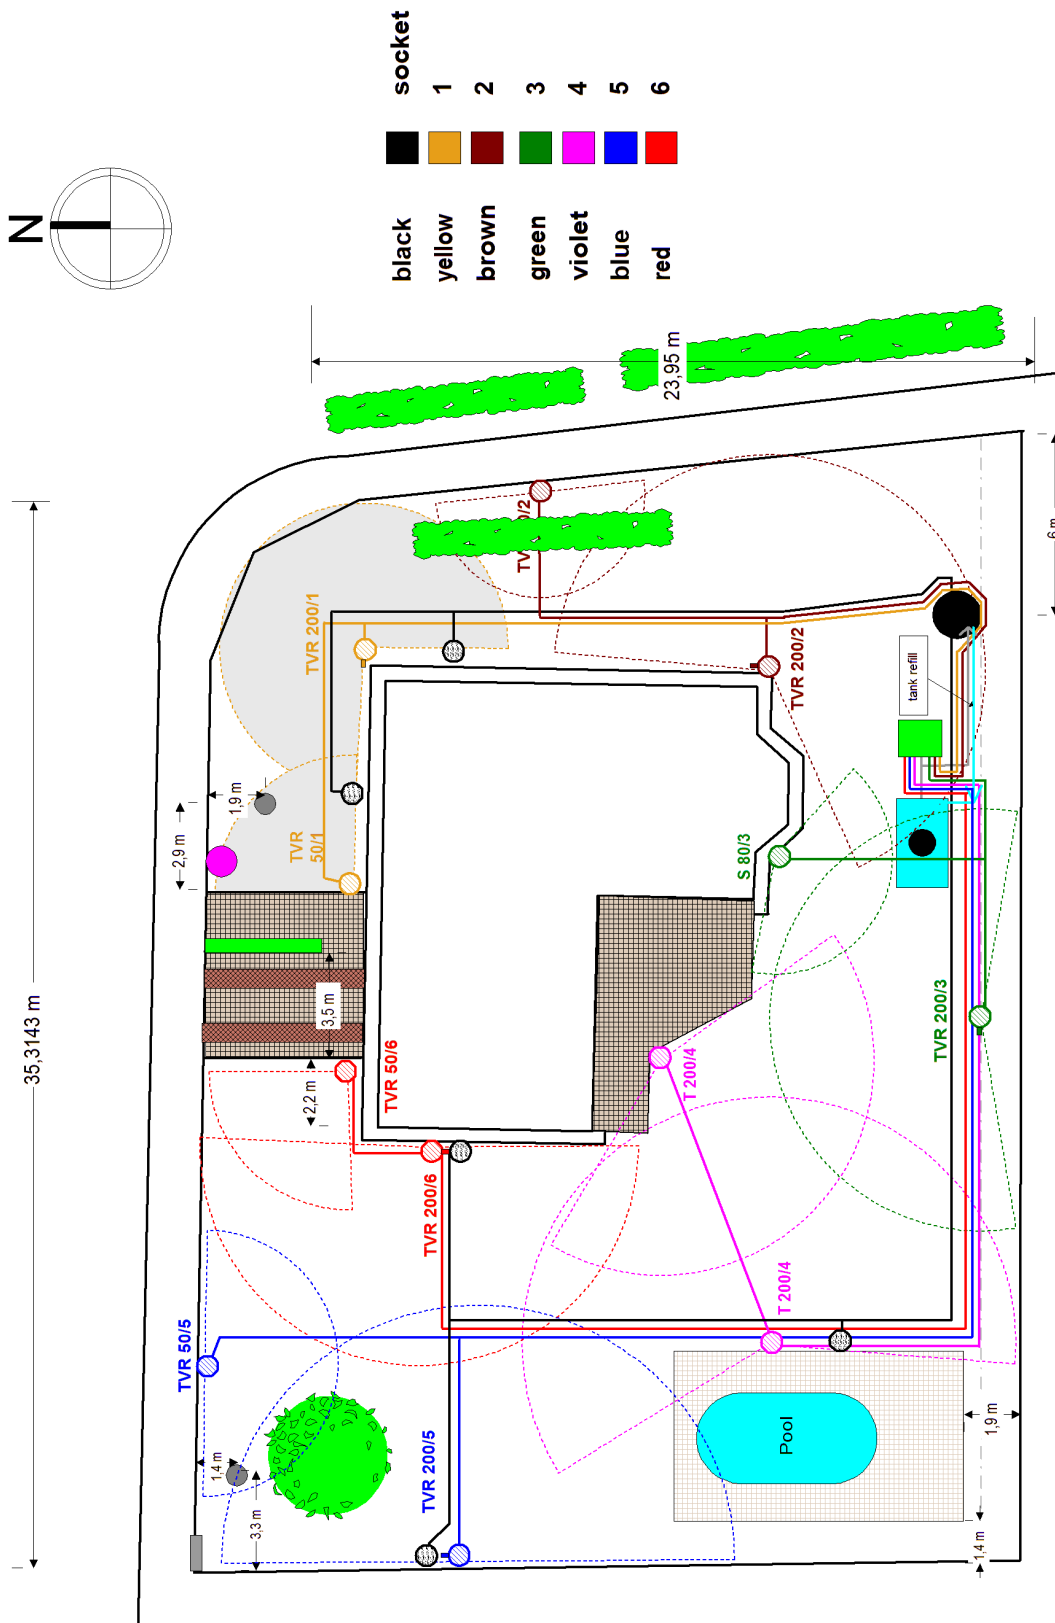 N
socket
1
2
3
4
5
6
black
yellow
brown
green
violet
blue
red
23,95 m
35,3143 m
6 m
TVR 200/1
TVR
50/1
1,9 m
2,9 m
3,5 m
2,2 m
TVR 50/6
TVR 200/6
TVR 50/5
TVR 200/5
1,4 m
3,3 m
T 200/4
T 200/4
S 80/3
TVR 200/3
TVR 200/2
tank refill
Pool
1,9 m
1,4 m